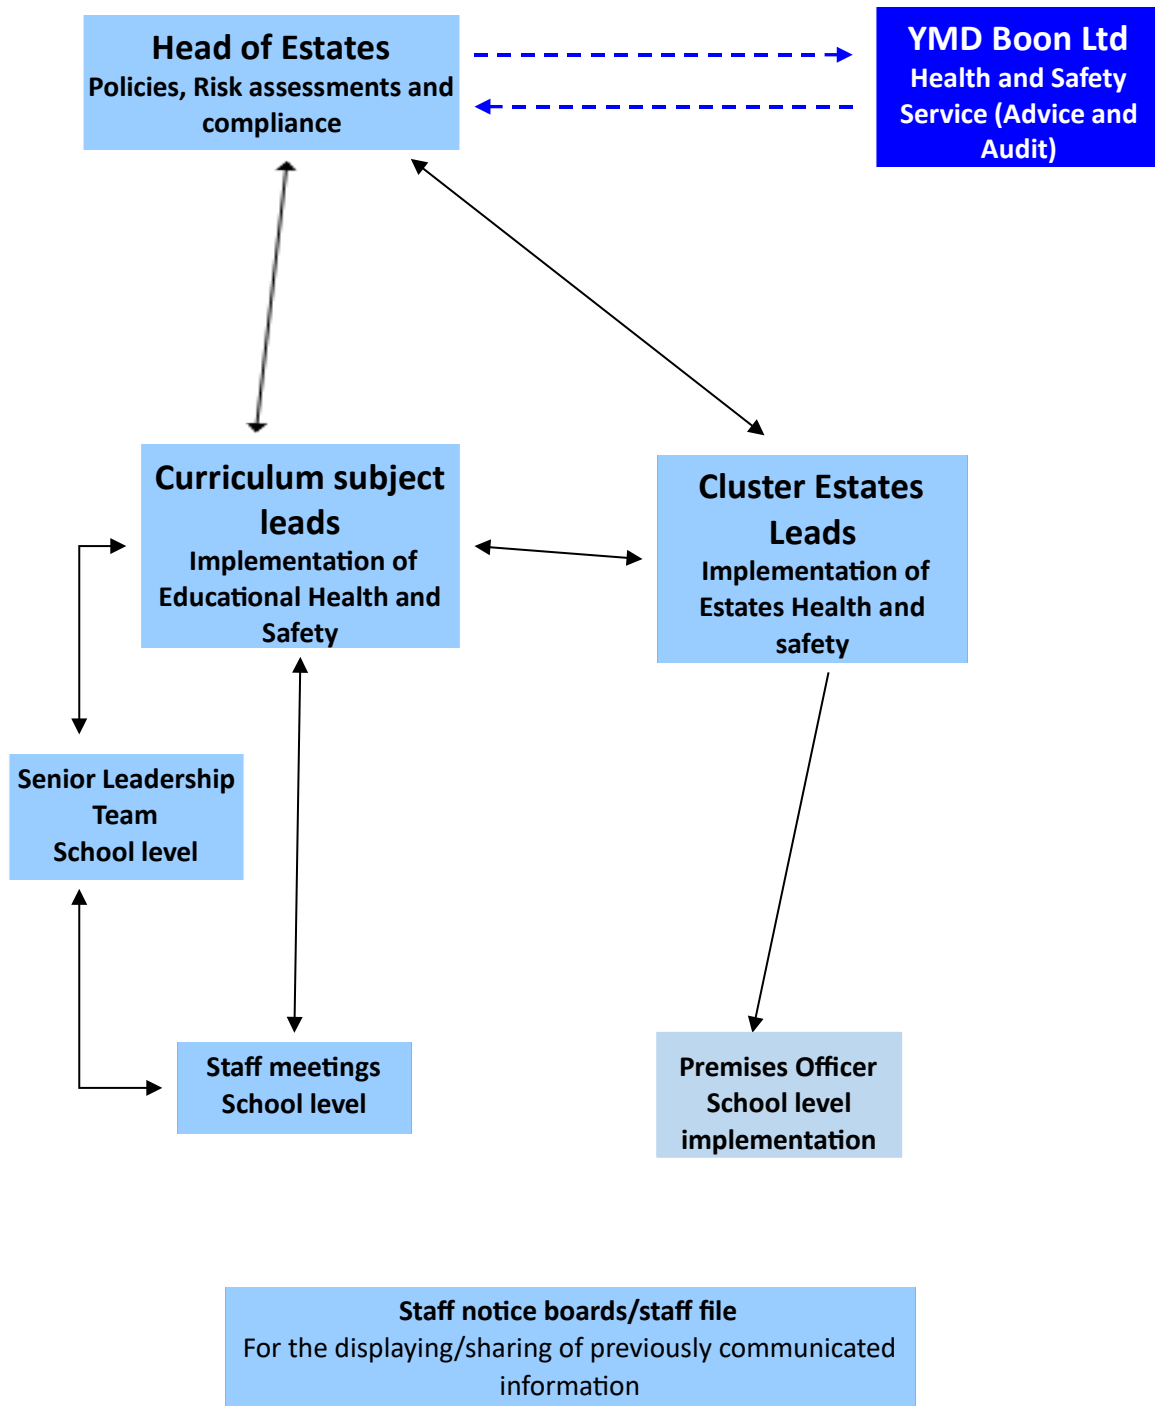 Head of Estates
Policies, Risk assessments and
compliance
YMD Boon Ltd
Health and Safety
Service (Advice and
Audit)
Curriculum subject
leads
Implementation of
Educational Health and
Safety
Cluster Estates
Leads
Implementation of
Estates Health and
safety
Senior Leadership
Team
School level
Staff meetings
School level
Premises Officer
School level
implementation
Staff notice boards/staff file
For the displaying/sharing of previously communicated
information